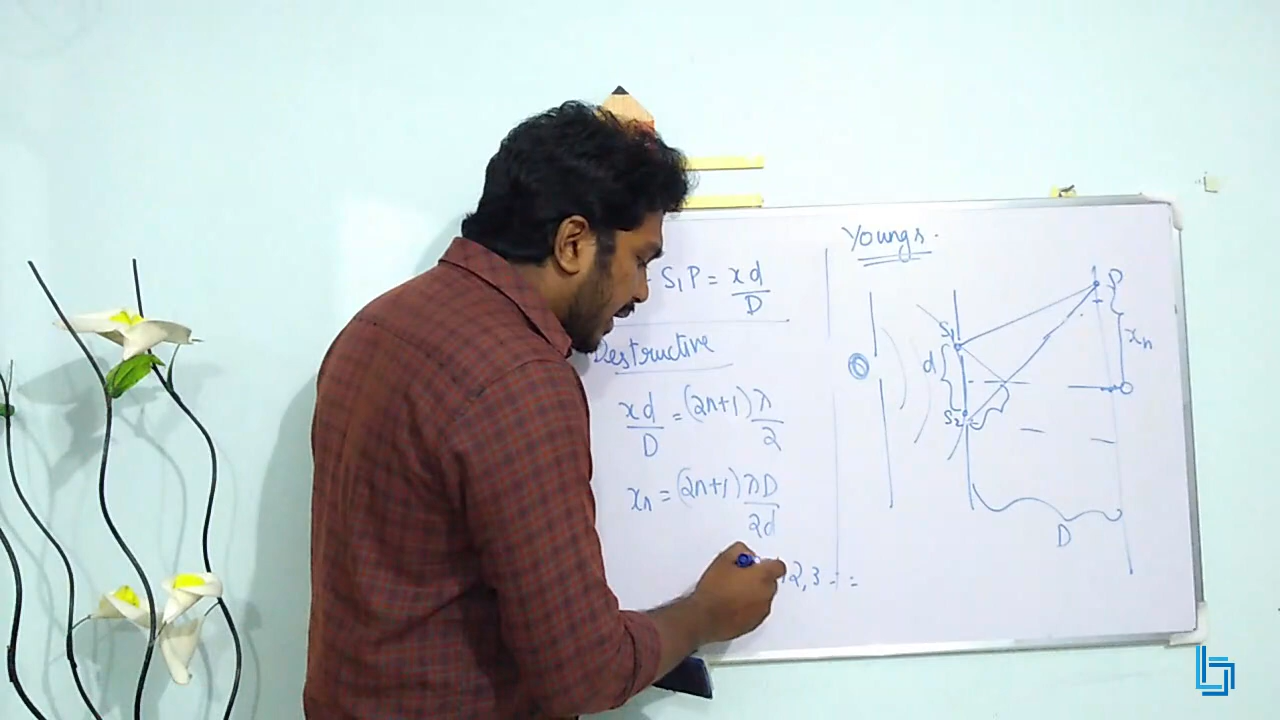 - S₁P = xd/D
Destructive
xd/D = (2n+1) λ/2
xₙ = (2n+1) λD/2d
2, 3 - - =
Youngs.
P
S₁
xₙ
d
S₂
D